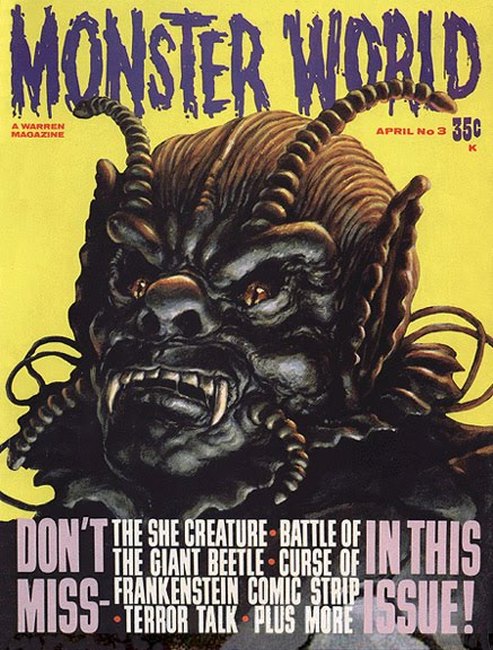 MONSTER WORLD
A WARREN
MAGAZINE
APRIL No 3 35¢
K
DON'T MISS-
THE SHE CREATURE • BATTLE OF
THE GIANT BEETLE • CURSE OF
FRANKENSTEIN COMIC STRIP
• TERROR TALK • PLUS MORE
IN THIS ISSUE!